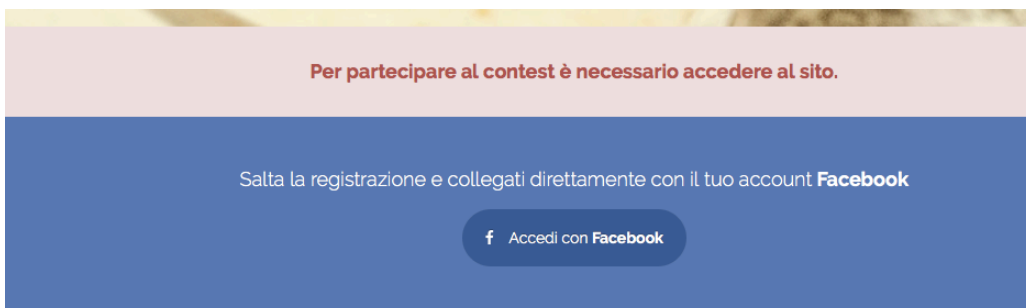 Per partecipare al contest è necessario accedere al sito.
Salta la registrazione e collegati direttamente con il tuo account Facebook
Accedi con Facebook